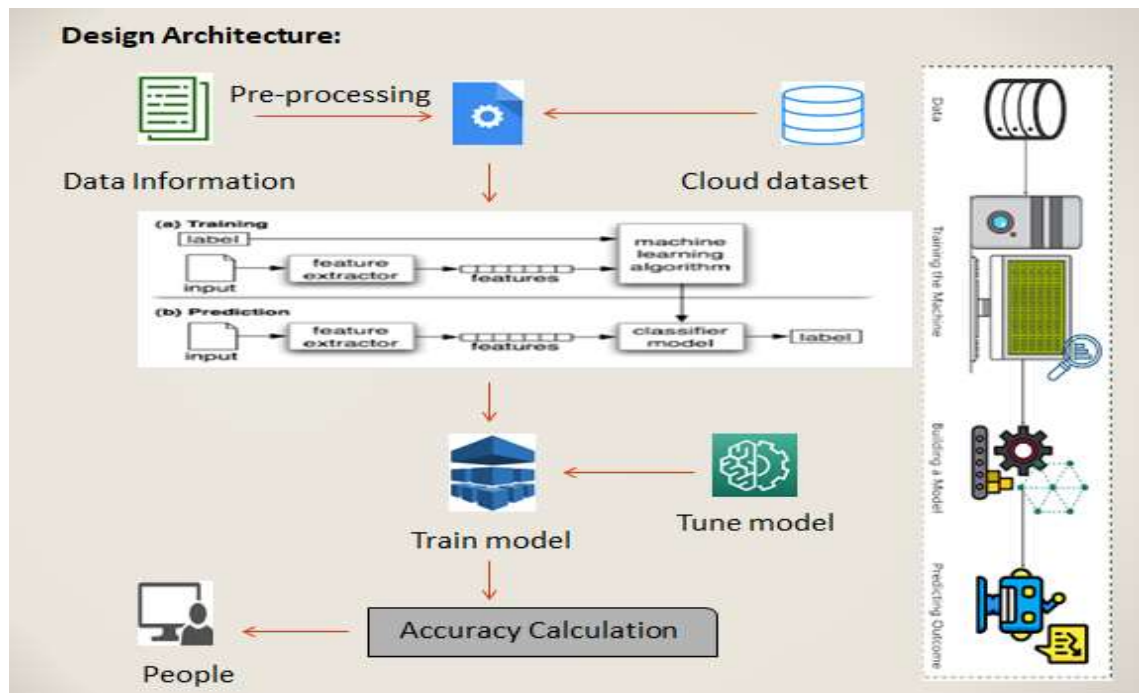 Design Architecture:
Pre-processing
Data Information
Cloud dataset
(a) Training
label
input
feature
extractor
features
machine
learning
algorithm
(b) Prediction
input
feature
extractor
features
classifier
model
label
Train model
Tune model
Accuracy Calculation
People
Data
Training the Machine
Building a Model
Predicting Outcome